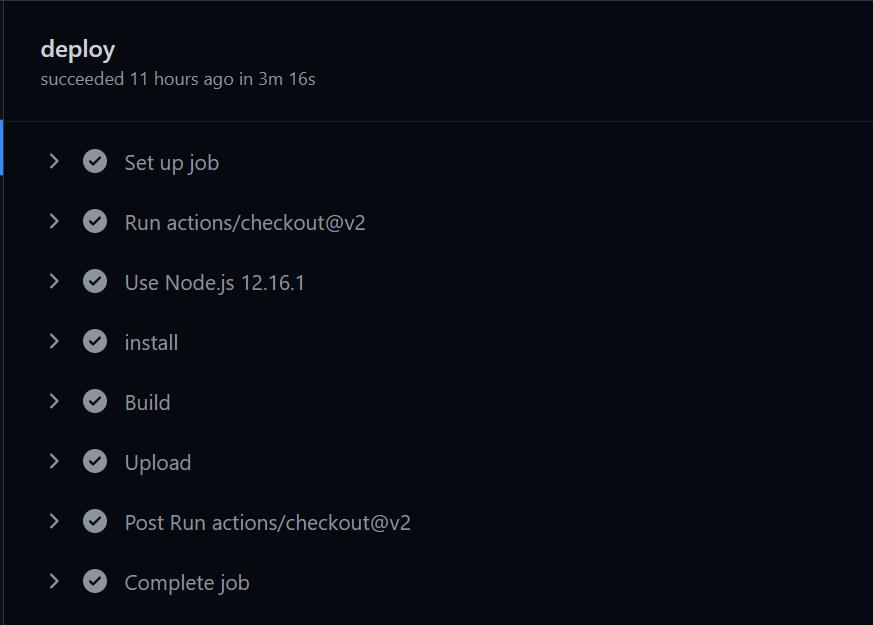 deploy
succeeded 11 hours ago in 3m 16s
Set up job
Run actions/checkout@v2
Use Node.js 12.16.1
install
Build
Upload
Post Run actions/checkout@v2
Complete job